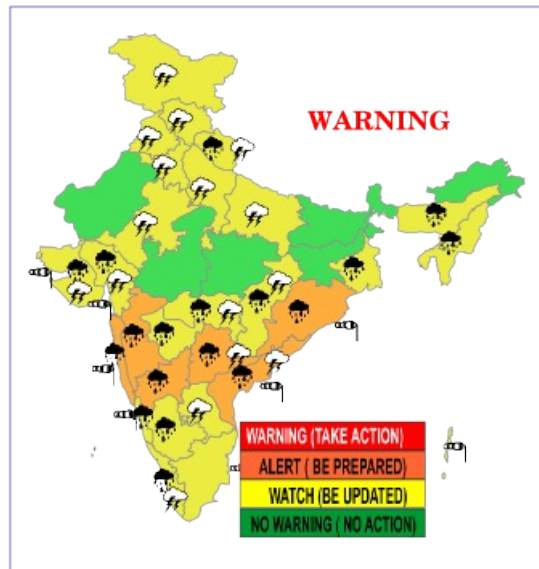 WARNING
WARNING (TAKE ACTION)
ALERT ( BE PREPARED)
WATCH (BE UPDATED)
NO WARNING ( NO ACTION)